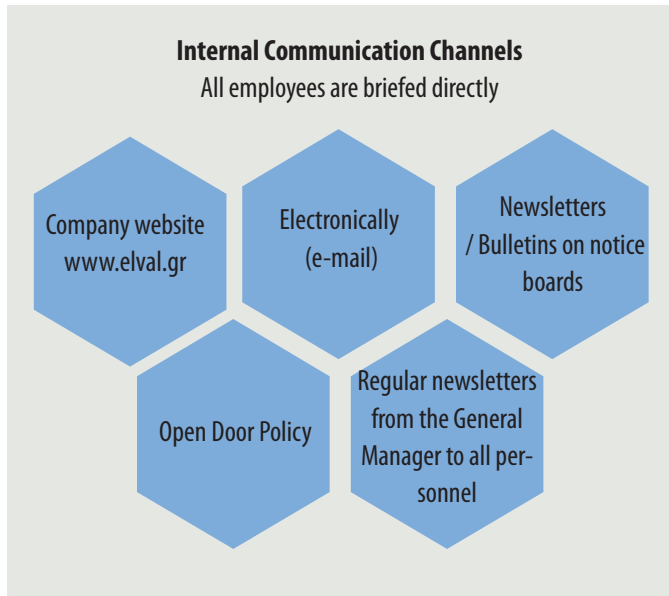 Internal Communication Channels
All employees are briefed directly
Company website
www.elval.gr
Electronically
(e-mail)
Newsletters
/ Bulletins on notice
boards
Open Door Policy
Regular newsletters
from the General
Manager to all per-
sonnel